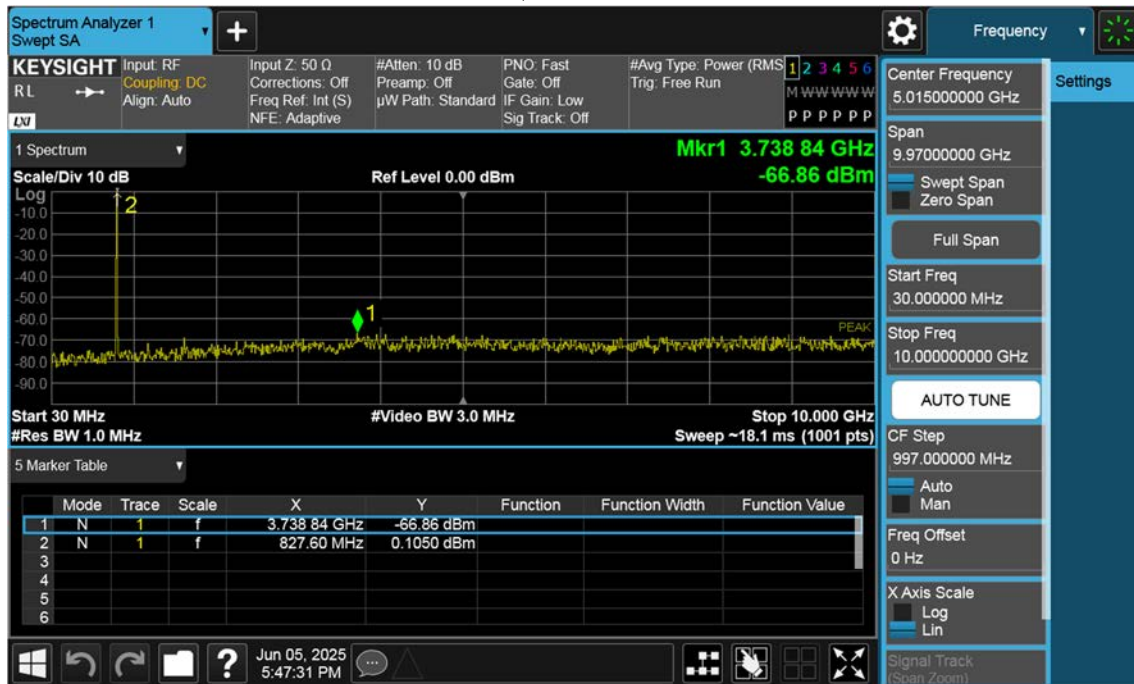 Spectrum Analyzer 1
Swept SA
Frequency
KEYSIGHT
RL
LXI
Input: RF
Coupling: DC
Align: Auto
Input Z: 50 Ω
Corrections: Off
Freq Ref: Int (S)
NFE: Adaptive
#Atten: 10 dB
Preamp: Off
µW Path: Standard
PNO: Fast
Gate: Off
IF Gain: Low
Sig Track: Off
#Avg Type: Power (RMS
Trig: Free Run
1 2 3 4 5 6
M W W W W W
P P P P P P
1 Spectrum
Scale/Div 10 dB
Ref Level 0.00 dBm
Mkr1 3.738 84 GHz
-66.86 dBm
Log
-10.0
-20.0
-30.0
-40.0
-50.0
-60.0
-70.0
-80.0
-90.0
2
1
PEAK
Start 30 MHz
#Video BW 3.0 MHz
Stop 10.000 GHz
#Res BW 1.0 MHz
Sweep ~18.1 ms (1001 pts)
5 Marker Table
Mode Trace Scale X Y Function Function Width Function Value
1 N 1 f 3.738 84 GHz -66.86 dBm
2 N 1 f 827.60 MHz 0.1050 dBm
3
4
5
6
Jun 05, 2025
5:47:31 PM
Center Frequency
5.015000000 GHz
Span
9.97000000 GHz
Swept Span
Zero Span
Full Span
Start Freq
30.000000 MHz
Stop Freq
10.000000000 GHz
AUTO TUNE
CF Step
997.000000 MHz
Auto
Man
Freq Offset
0 Hz
X Axis Scale
Log
Lin
Signal Track
(Span Zoom)
Settings